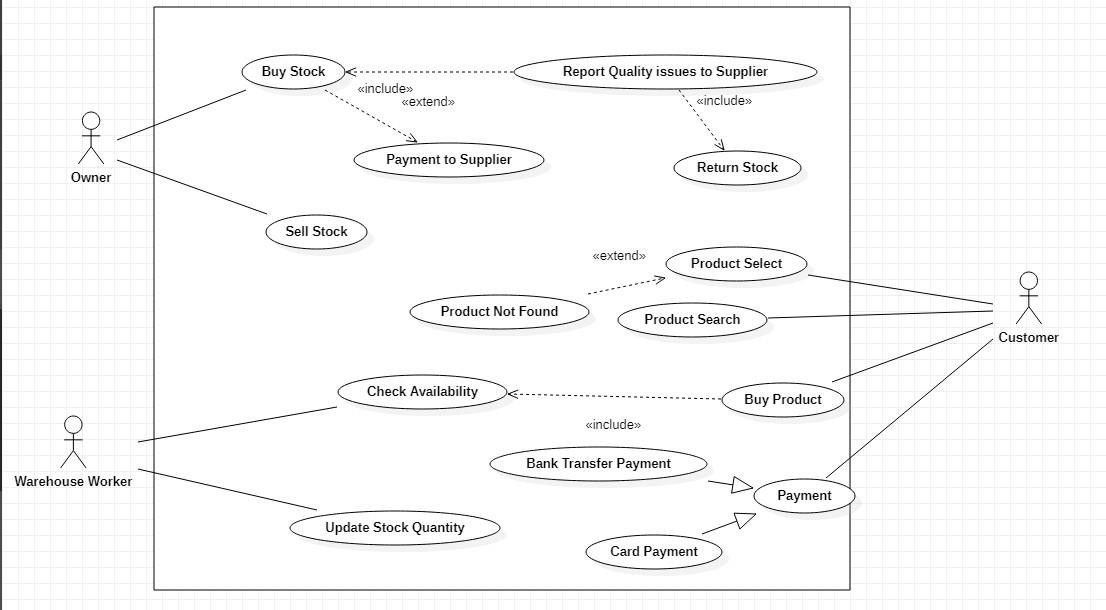 Buy Stock
Report Quality issues to Supplier
«include»
«extend»
«include»
Payment to Supplier
Return Stock
Owner
Sell Stock
«extend»
Product Select
Product Not Found
Product Search
Customer
Check Availability
Buy Product
«include»
Bank Transfer Payment
Warehouse Worker
Payment
Update Stock Quantity
Card Payment